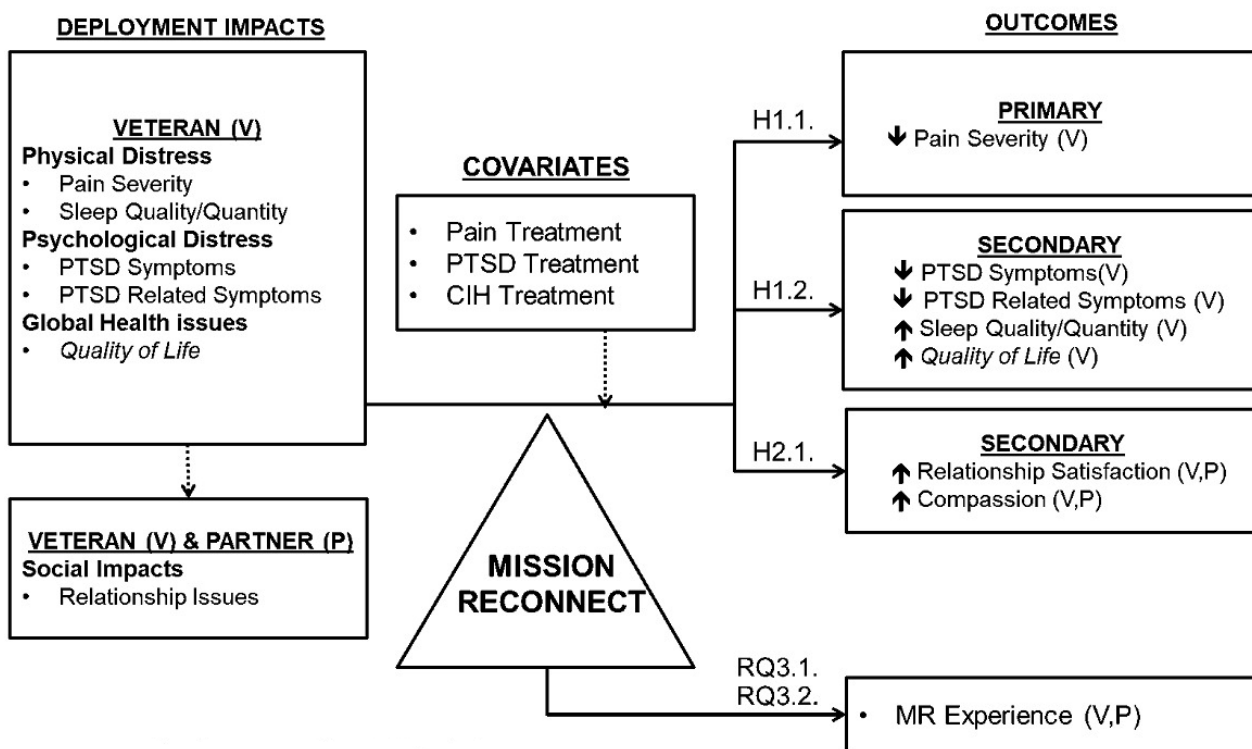 DEPLOYMENT IMPACTS
VETERAN (V)
Physical Distress
• Pain Severity
• Sleep Quality/Quantity
Psychological Distress
• PTSD Symptoms
• PTSD Related Symptoms
Global Health issues
• Quality of Life
VETERAN (V) & PARTNER (P)
Social Impacts
• Relationship Issues
COVARIATES
• Pain Treatment
• PTSD Treatment
• CIH Treatment
MISSION
RECONNECT
H1.1.
H1.2.
H2.1.
RQ3.1.
RQ3.2.
OUTCOMES
PRIMARY
↓ Pain Severity (V)
SECONDARY
↓ PTSD Symptoms(V)
↓ PTSD Related Symptoms (V)
↑ Sleep Quality/Quantity (V)
↑ Quality of Life (V)
SECONDARY
↑ Relationship Satisfaction (V,P)
↑ Compassion (V,P)
• MR Experience (V,P)